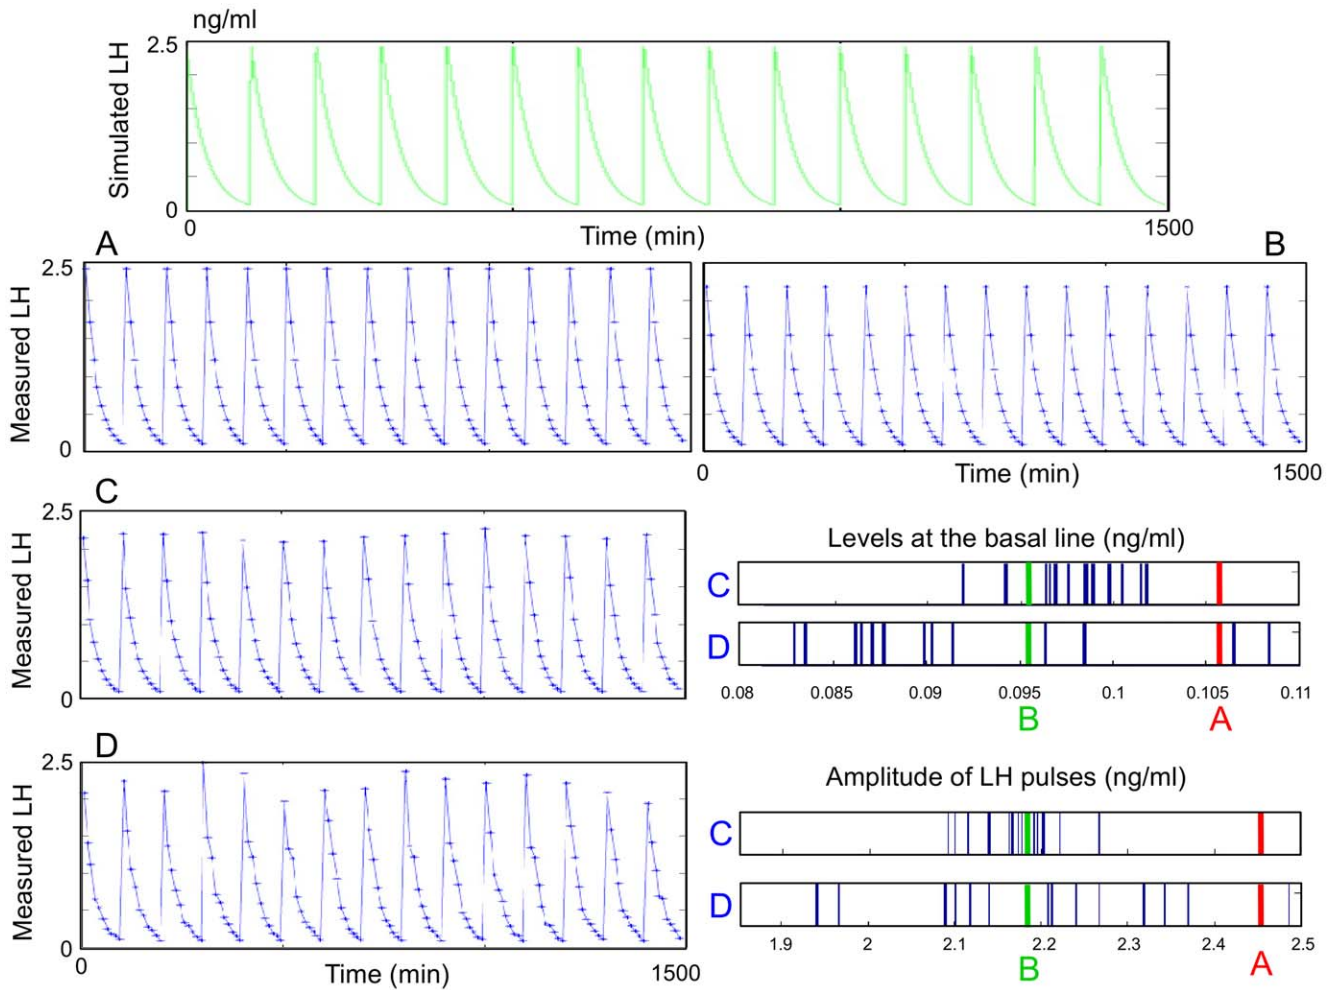 ng/ml
Simulated LH
2.5
0
0
Time (min)
1500
A
B
Measured LH
2.5
0
0
Time (min)
1500
C
Measured LH
2.5
0
Levels at the basal line (ng/ml)
C
D
0.08 0.085 0.09 0.095 0.1 0.105 0.11
B A
D
Measured LH
2.5
0
0
Time (min)
1500
Amplitude of LH pulses (ng/ml)
C
D
1.9 2 2.1 2.2 2.3 2.4 2.5
B A